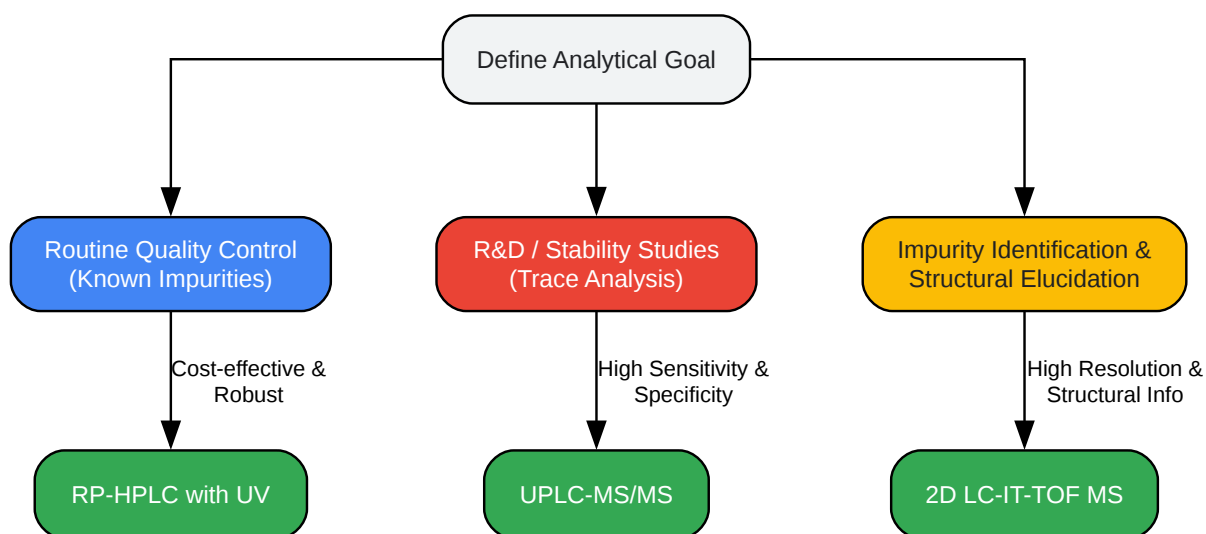 Define Analytical Goal
Routine Quality Control
(Known Impurities)
R&D / Stability Studies
(Trace Analysis)
Impurity Identification &
Structural Elucidation
Cost-effective &
Robust
High Sensitivity &
Specificity
High Resolution &
Structural Info
RP-HPLC with UV
UPLC-MS/MS
2D LC-IT-TOF MS